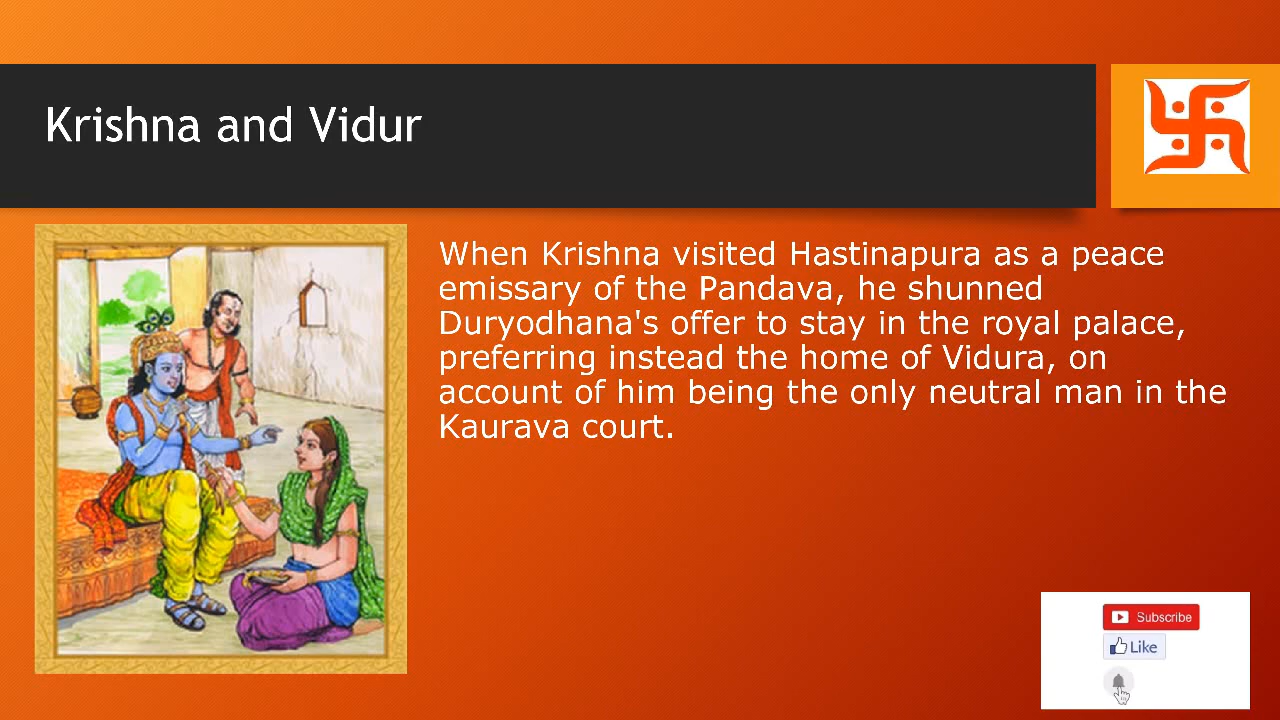 Krishna and Vidur
When Krishna visited Hastinapura as a peace
emissary of the Pandava, he shunned
Duryodhana's offer to stay in the royal palace,
preferring instead the home of Vidura, on
account of him being the only neutral man in the
Kaurava court.
Subscribe
Like